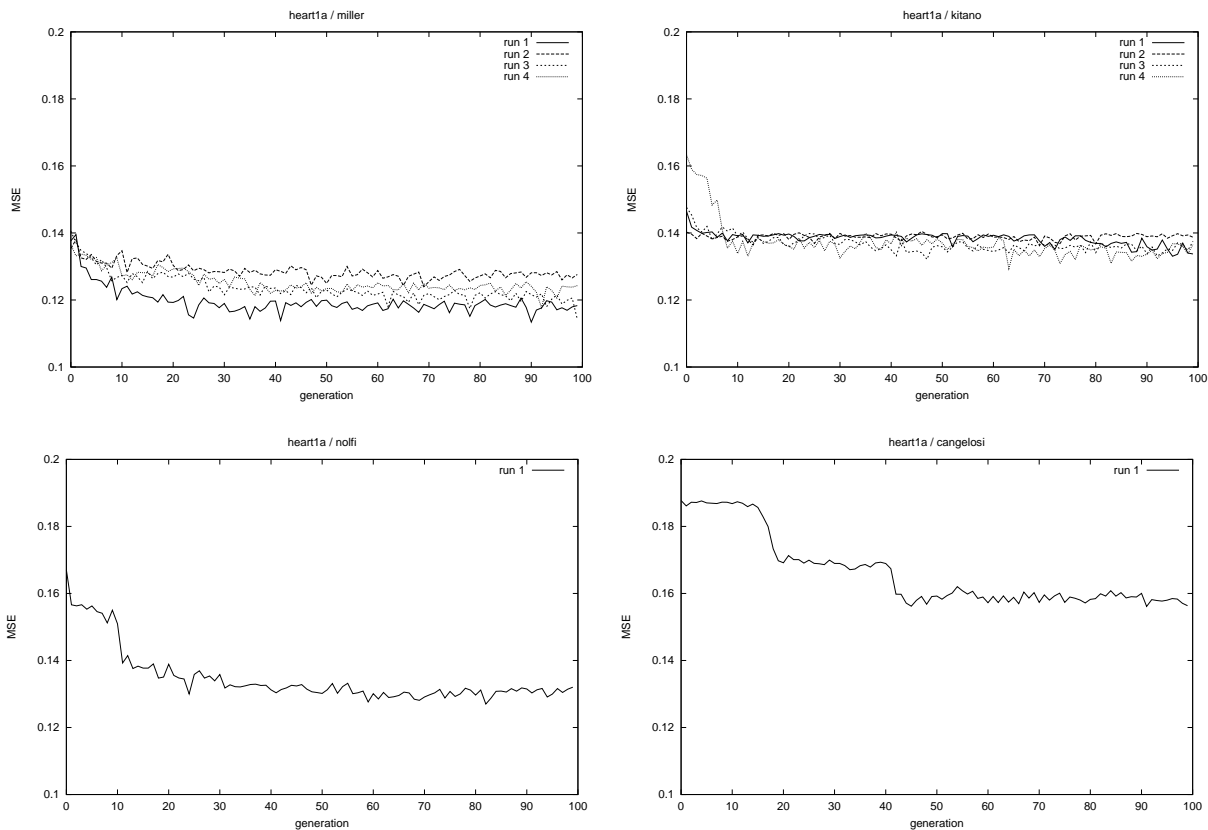 heart1a / miller
0.2
0.18
0.16
0.14
0.12
0.1
MSE
0 10 20 30 40 50 60 70 80 90 100
generation
run 1
run 2
run 3
run 4
heart1a / kitano
0.2
0.18
0.16
0.14
0.12
0.1
MSE
0 10 20 30 40 50 60 70 80 90 100
generation
run 1
run 2
run 3
run 4
heart1a / nolfi
0.2
0.18
0.16
0.14
0.12
0.1
MSE
0 10 20 30 40 50 60 70 80 90 100
generation
run 1
heart1a / cangelosi
0.2
0.18
0.16
0.14
0.12
0.1
MSE
0 10 20 30 40 50 60 70 80 90 100
generation
run 1